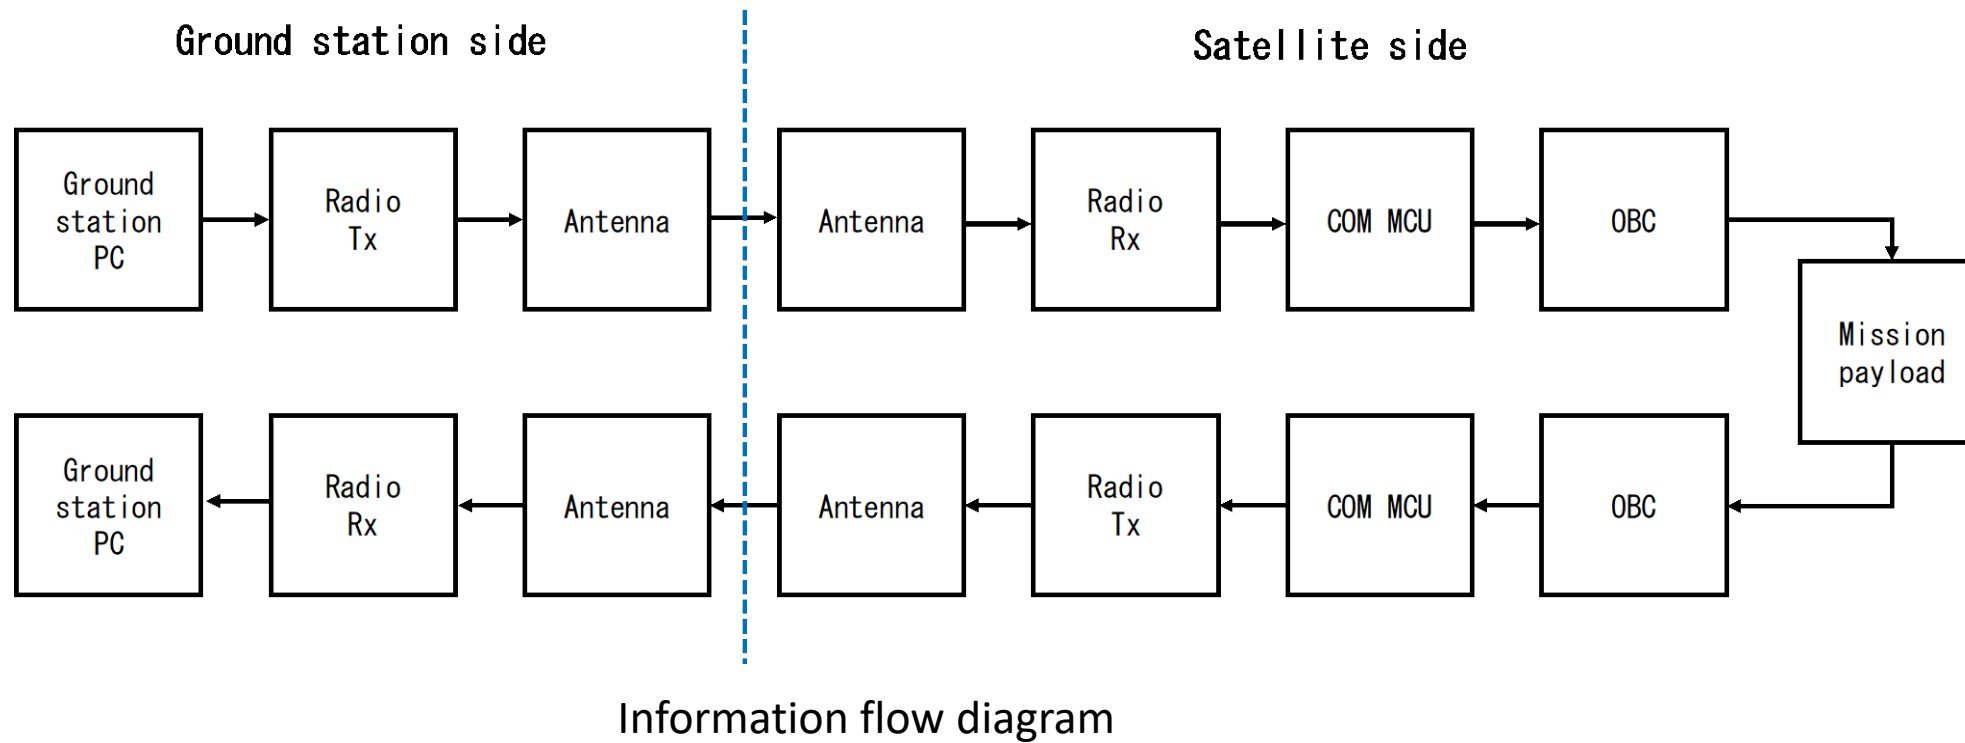 Ground station side
Satellite side
Ground
station
PC
Radio
Tx
Antenna
Antenna
Radio
Rx
COM MCU
OBC
Mission
payload
Ground
station
PC
Radio
Rx
Antenna
Antenna
Radio
Tx
COM MCU
OBC
Information flow diagram